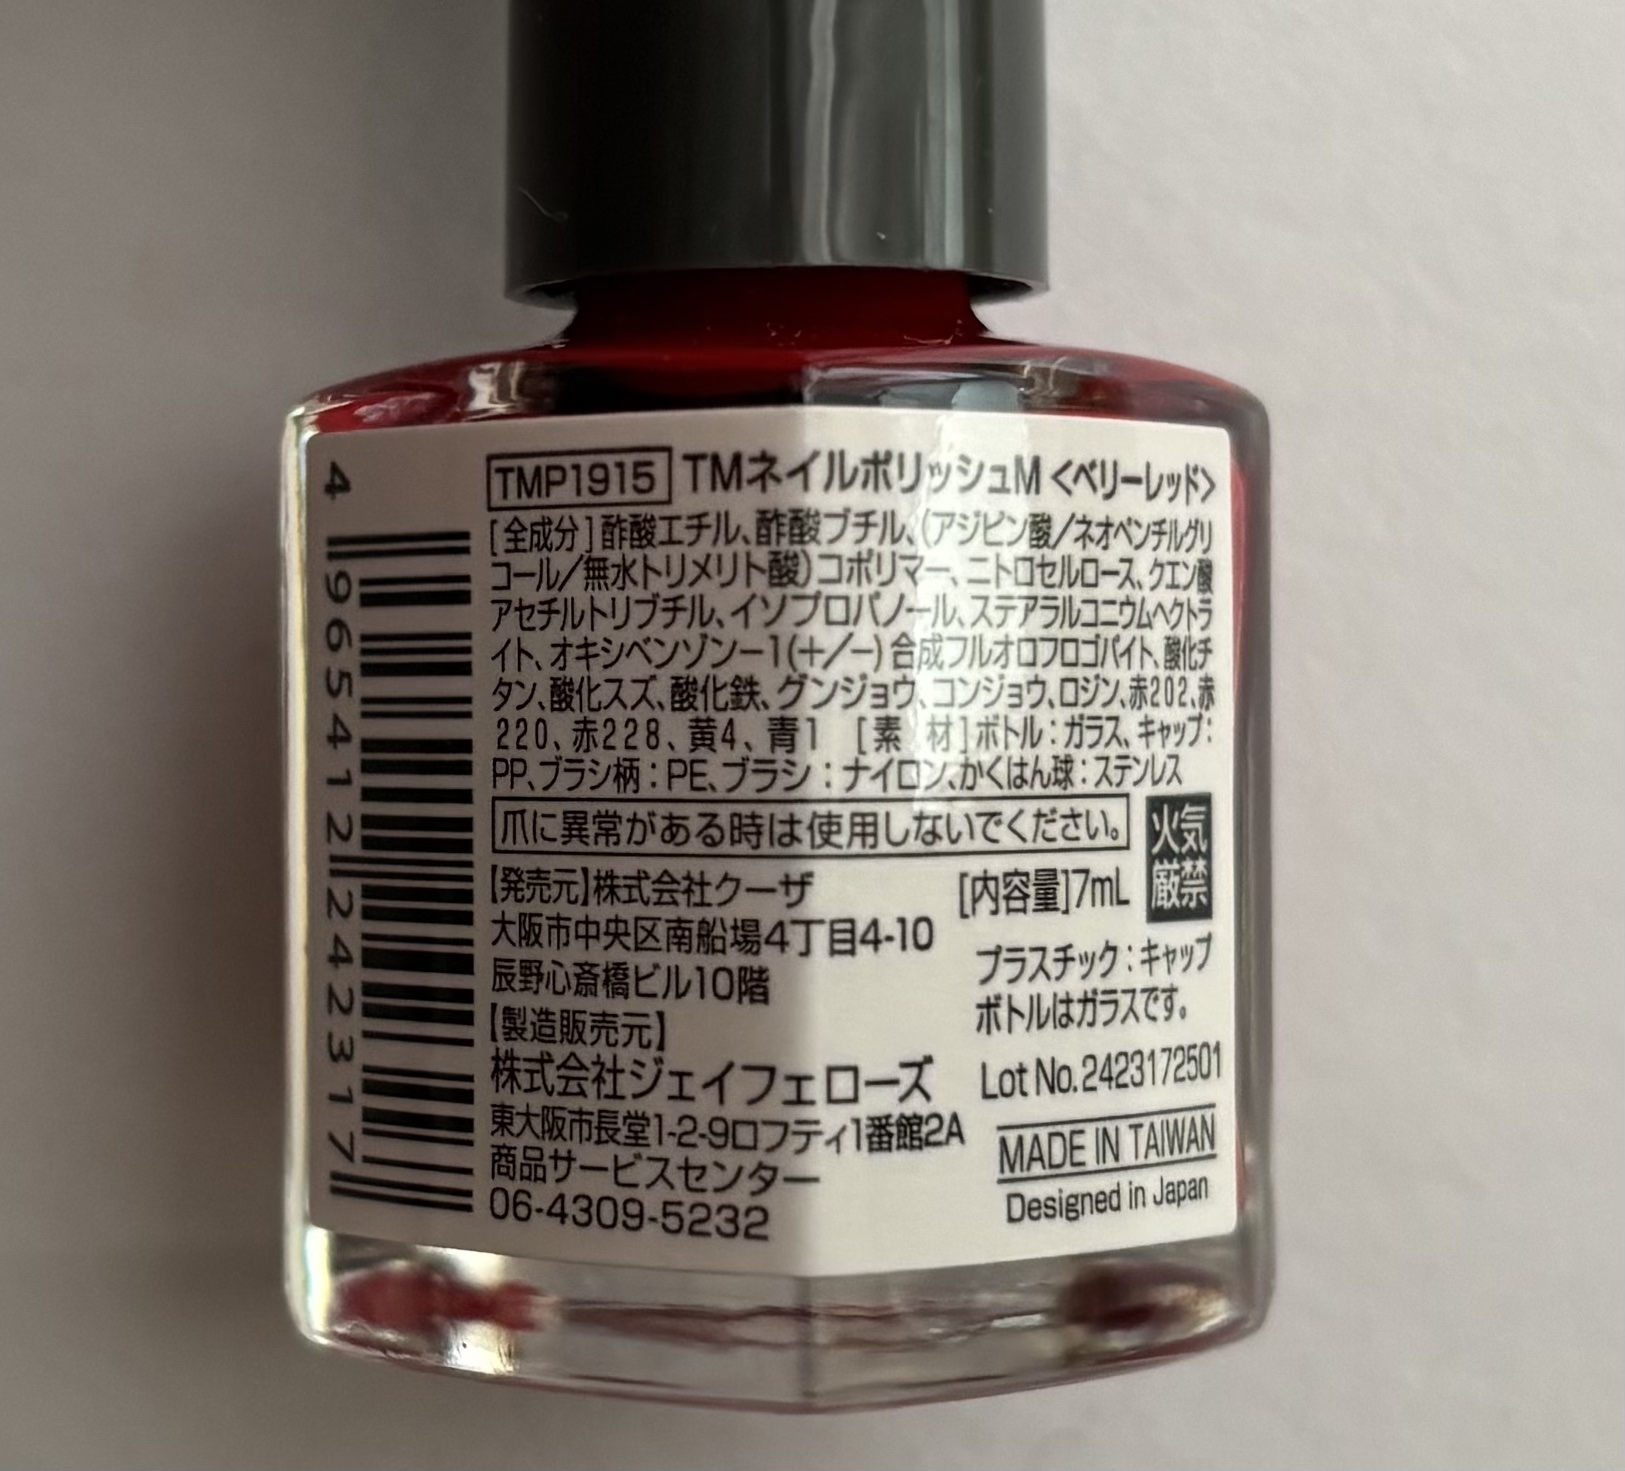 TMP1915 TMネイルポリッシュM <ベリーレッド>
[全成分]酢酸エチル、酢酸ブチル、(アジピン酸/ネオペンチルグリ
コール/無水トリメリト酸)コポリマー、ニトロセルロース、クエン酸
アセチルトリブチル、イソプロパノール、ステアラルコニウムヘクトラ
イト、オキシベンゾン-1(+/-)合成フルオロフロゴパイト、酸化チ
タン、酸化スズ、酸化鉄、グンジョウ、コンジョウ、ロジン、赤202、赤
220、赤228、黄4、青1 [素 材]ボトル:ガラス、キャップ:
PP、ブラシ柄:PE、ブラシ:ナイロン、かくはん球:ステンレス
爪に異常がある時は使用しないでください。
火気
厳禁
【発売元】株式会社クーザ [内容量]7mL
大阪市中央区南船場4丁目4-10
辰野心斎橋ビル10階
【製造販売元】
株式会社ジェイフェローズ
東大阪市長堂1-2-9ロフティ1番館2A
商品サービスセンター
06-4309-5232
プラスチック:キャップ
ボトルはガラスです。
Lot No.2423172501
MADE IN TAIWAN
Designed in Japan
4 965412 242317